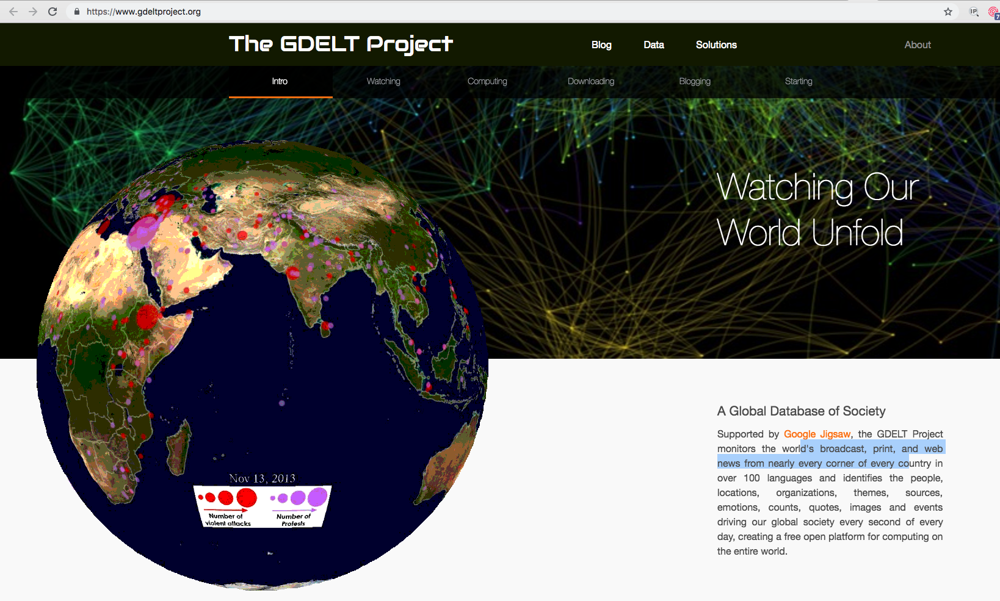 https://www.gdeltproject.org
IP
7
The GDELT Project
Blog
Data
Solutions
About
Intro
Watching
Computing
Downloading
Blogging
Starting
Watching Our
World Unfold
Nov 13, 2013
Number of
violent attacks
Number of
Protests
A Global Database of Society
Supported by Google Jigsaw, the GDELT Project
monitors the world's broadcast, print, and web
news from nearly every corner of every country in
over 100 languages and identifies the people,
locations, organizations, themes, sources,
emotions, counts, quotes, images and events
driving our global society every second of every
day, creating a free open platform for computing on
the entire world.